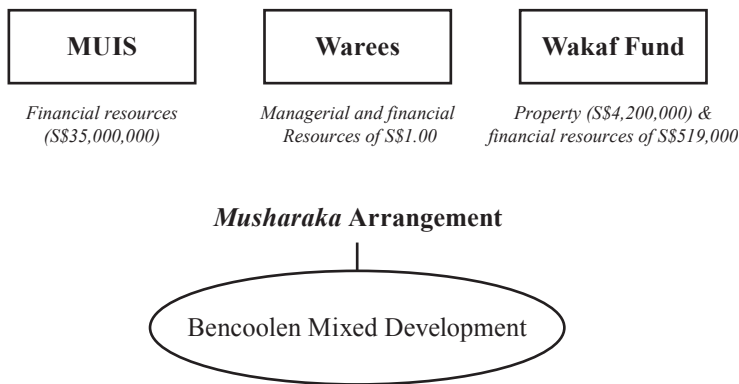 MUIS
Warees
Wakaf Fund
Financial resources
(S$35,000,000)
Managerial and financial
Resources of S$1.00
Property (S$4,200,000) &
financial resources of S$519,000
Musharaka Arrangement
Bencoolen Mixed Development